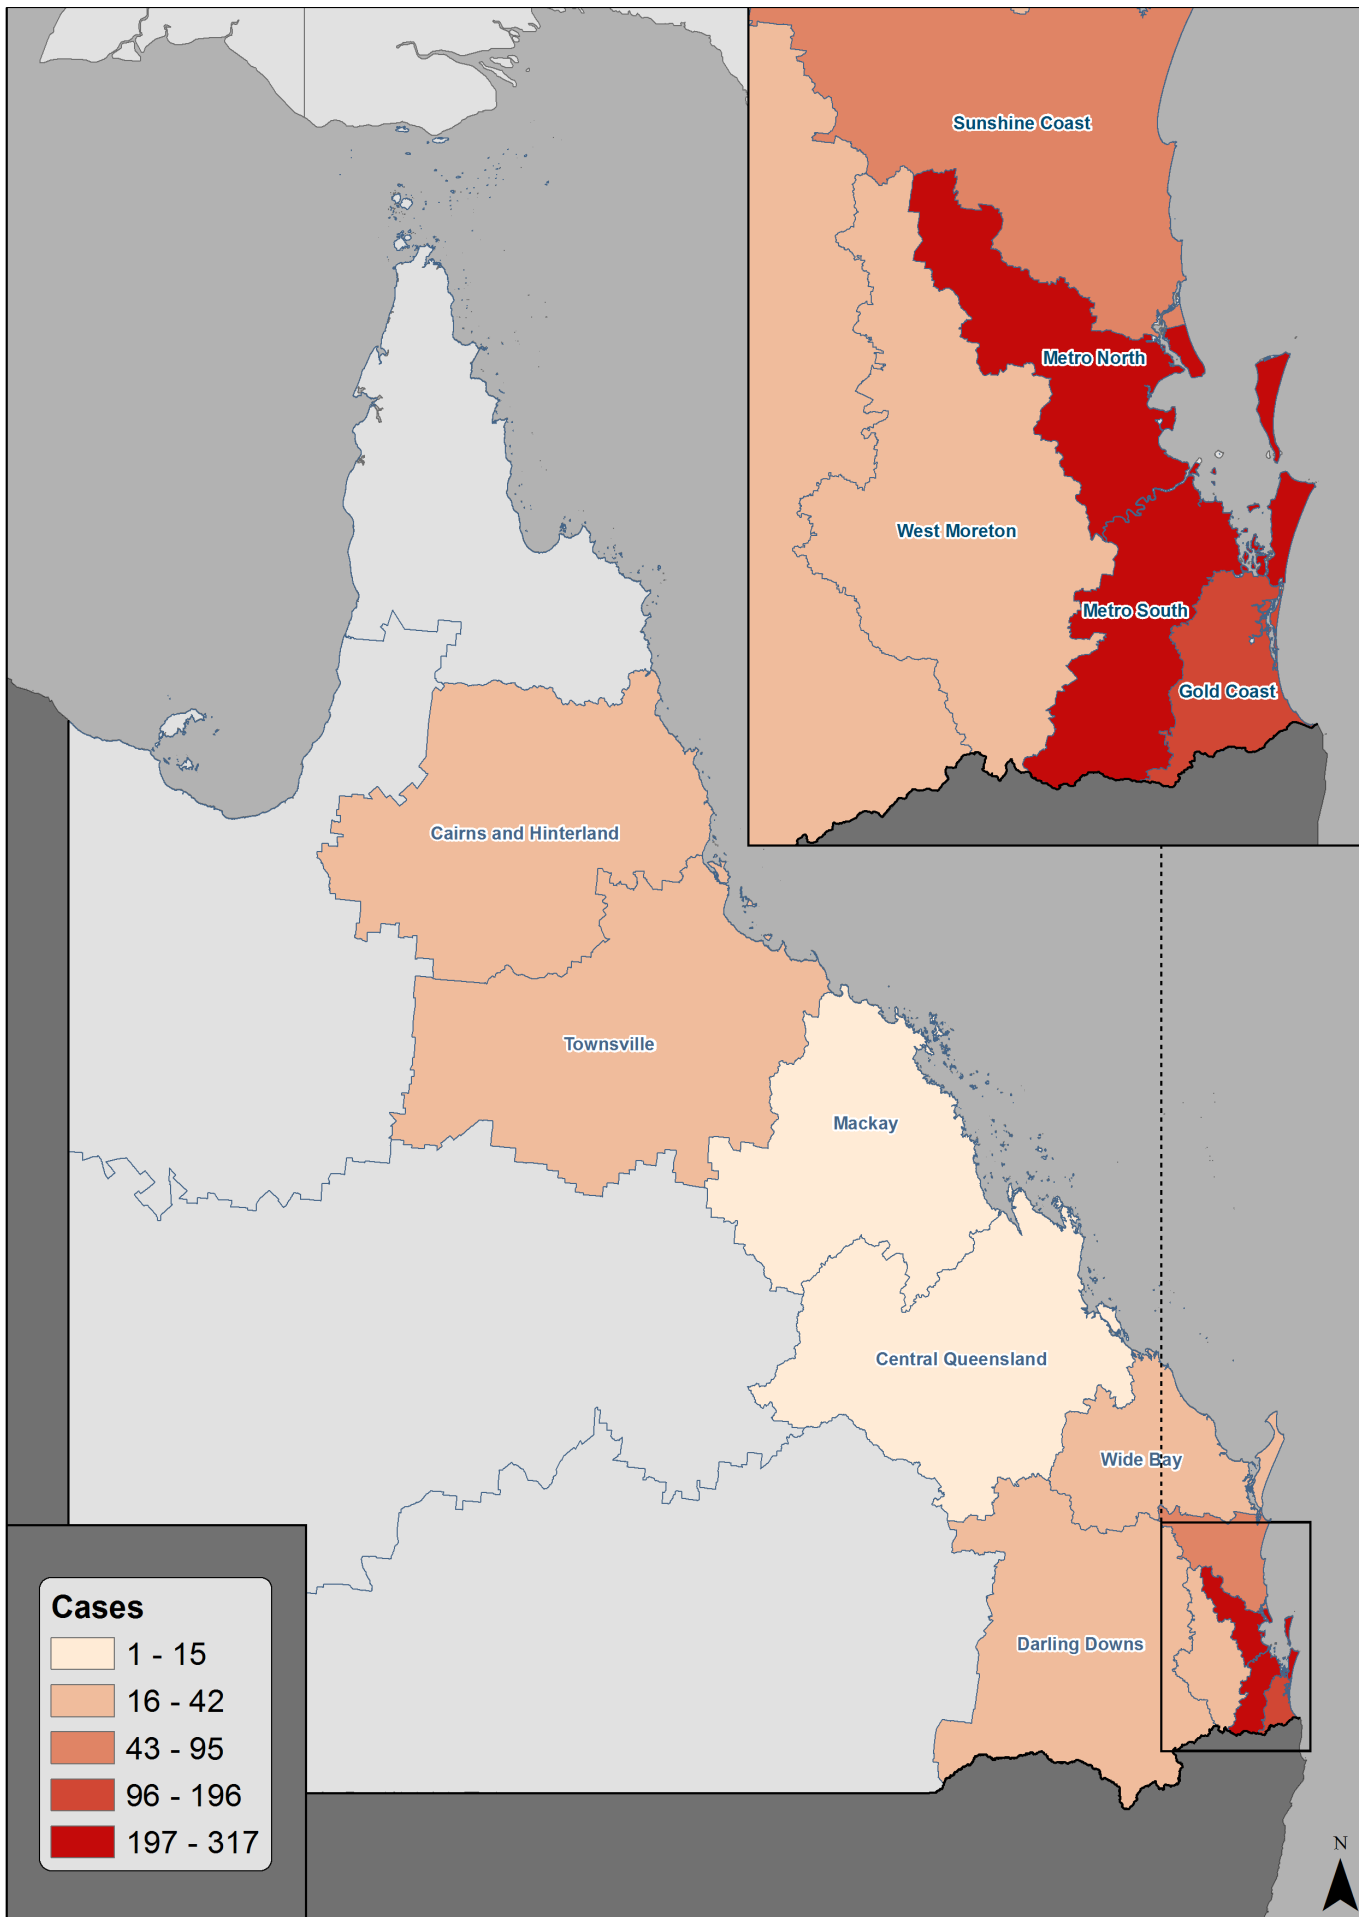 Sunshine Coast
Metro North
West Moreton
Metro South
Gold Coast
Cairns and Hinterland
Townsville
Mackay
Central Queensland
Wide Bay
Darling Downs
Cases
1 - 15
16 - 42
43 - 95
96 - 196
197 - 317
N